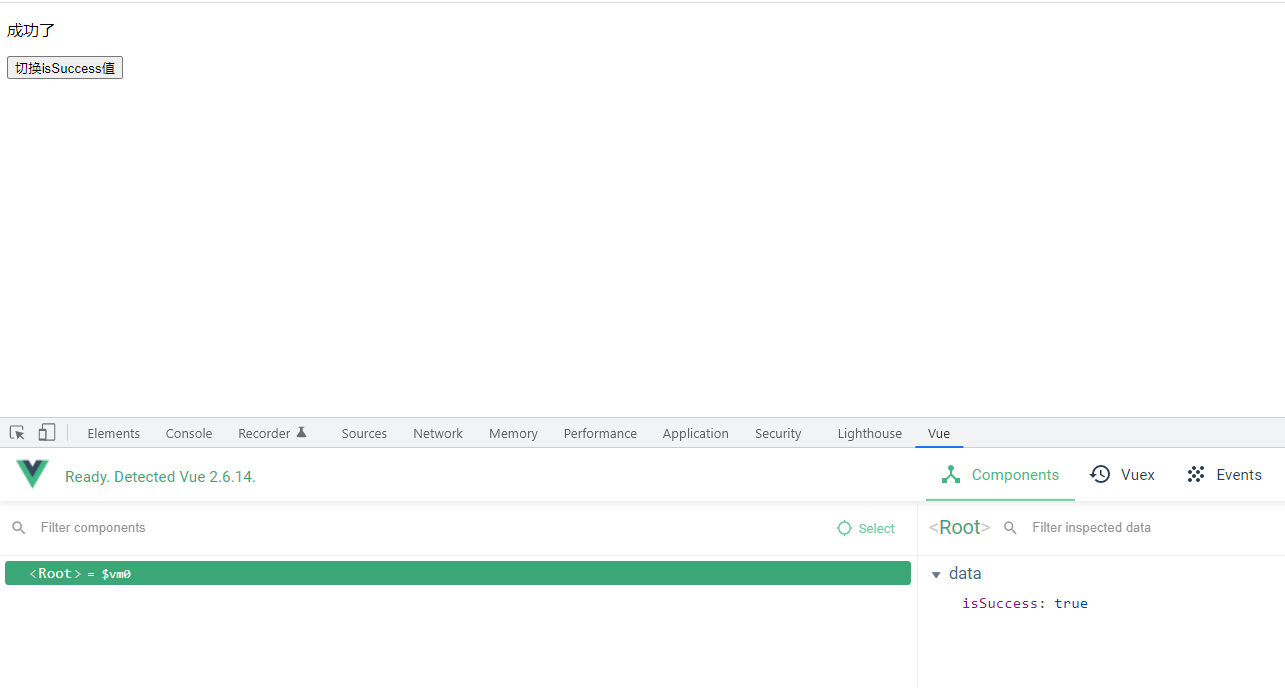 成功了
切换isSuccess值
Elements Console Recorder Sources Network Memory Performance Application Security Lighthouse Vue
Ready. Detected Vue 2.6.14. Components Vuex Events
Filter components Select <Root> Filter inspected data
<Root> = $vm0 data
isSuccess: true